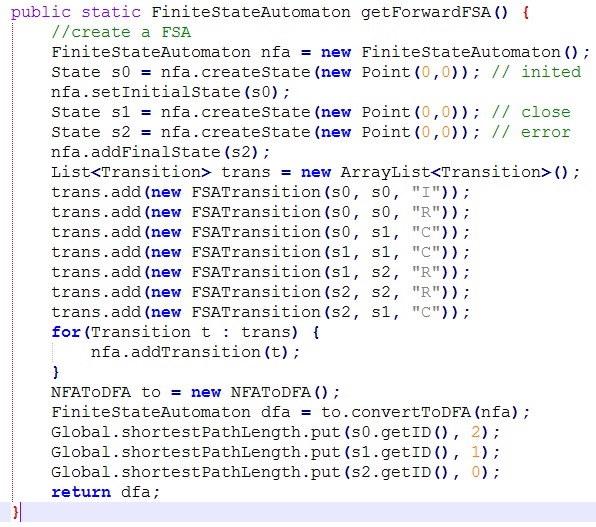 public static FiniteStateAutomaton getForwardFSA() {
    //create a FSA
    FiniteStateAutomaton nfa = new FiniteStateAutomaton();
    State s0 = nfa.createState(new Point(0,0)); // inited
    nfa.setInitialState(s0);
    State s1 = nfa.createState(new Point(0,0)); // close
    State s2 = nfa.createState(new Point(0,0)); // error
    nfa.addFinalState(s2);
    List<Transition> trans = new ArrayList<Transition>();
    trans.add(new FSATransition(s0, s0, "I"));
    trans.add(new FSATransition(s0, s0, "R"));
    trans.add(new FSATransition(s0, s1, "C"));
    trans.add(new FSATransition(s1, s1, "C"));
    trans.add(new FSATransition(s1, s2, "R"));
    trans.add(new FSATransition(s2, s2, "R"));
    trans.add(new FSATransition(s2, s1, "C"));
    for(Transition t : trans) {
        nfa.addTransition(t);
    }
    NFAToDFA to = new NFAToDFA();
    FiniteStateAutomaton dfa = to.convertToDFA(nfa);
    Global.shortestPathLength.put(s0.getID(), 2);
    Global.shortestPathLength.put(s1.getID(), 1);
    Global.shortestPathLength.put(s2.getID(), 0);
    return dfa;
}